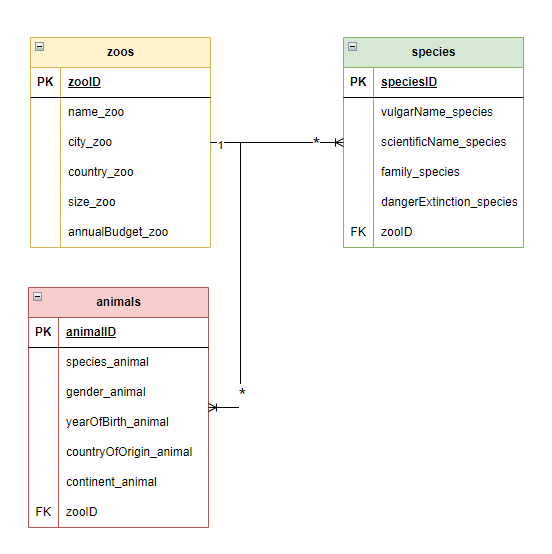 zoos
PK zooID
name_zoo
city_zoo
country_zoo
size_zoo
annualBudget_zoo
1
*
species
PK speciesID
vulgarName_species
scientificName_species
family_species
dangerExtinction_species
FK zooID
animals
PK animalID
species_animal
gender_animal
yearOfBirth_animal
countryOfOrigin_animal
continent_animal
FK zooID
*